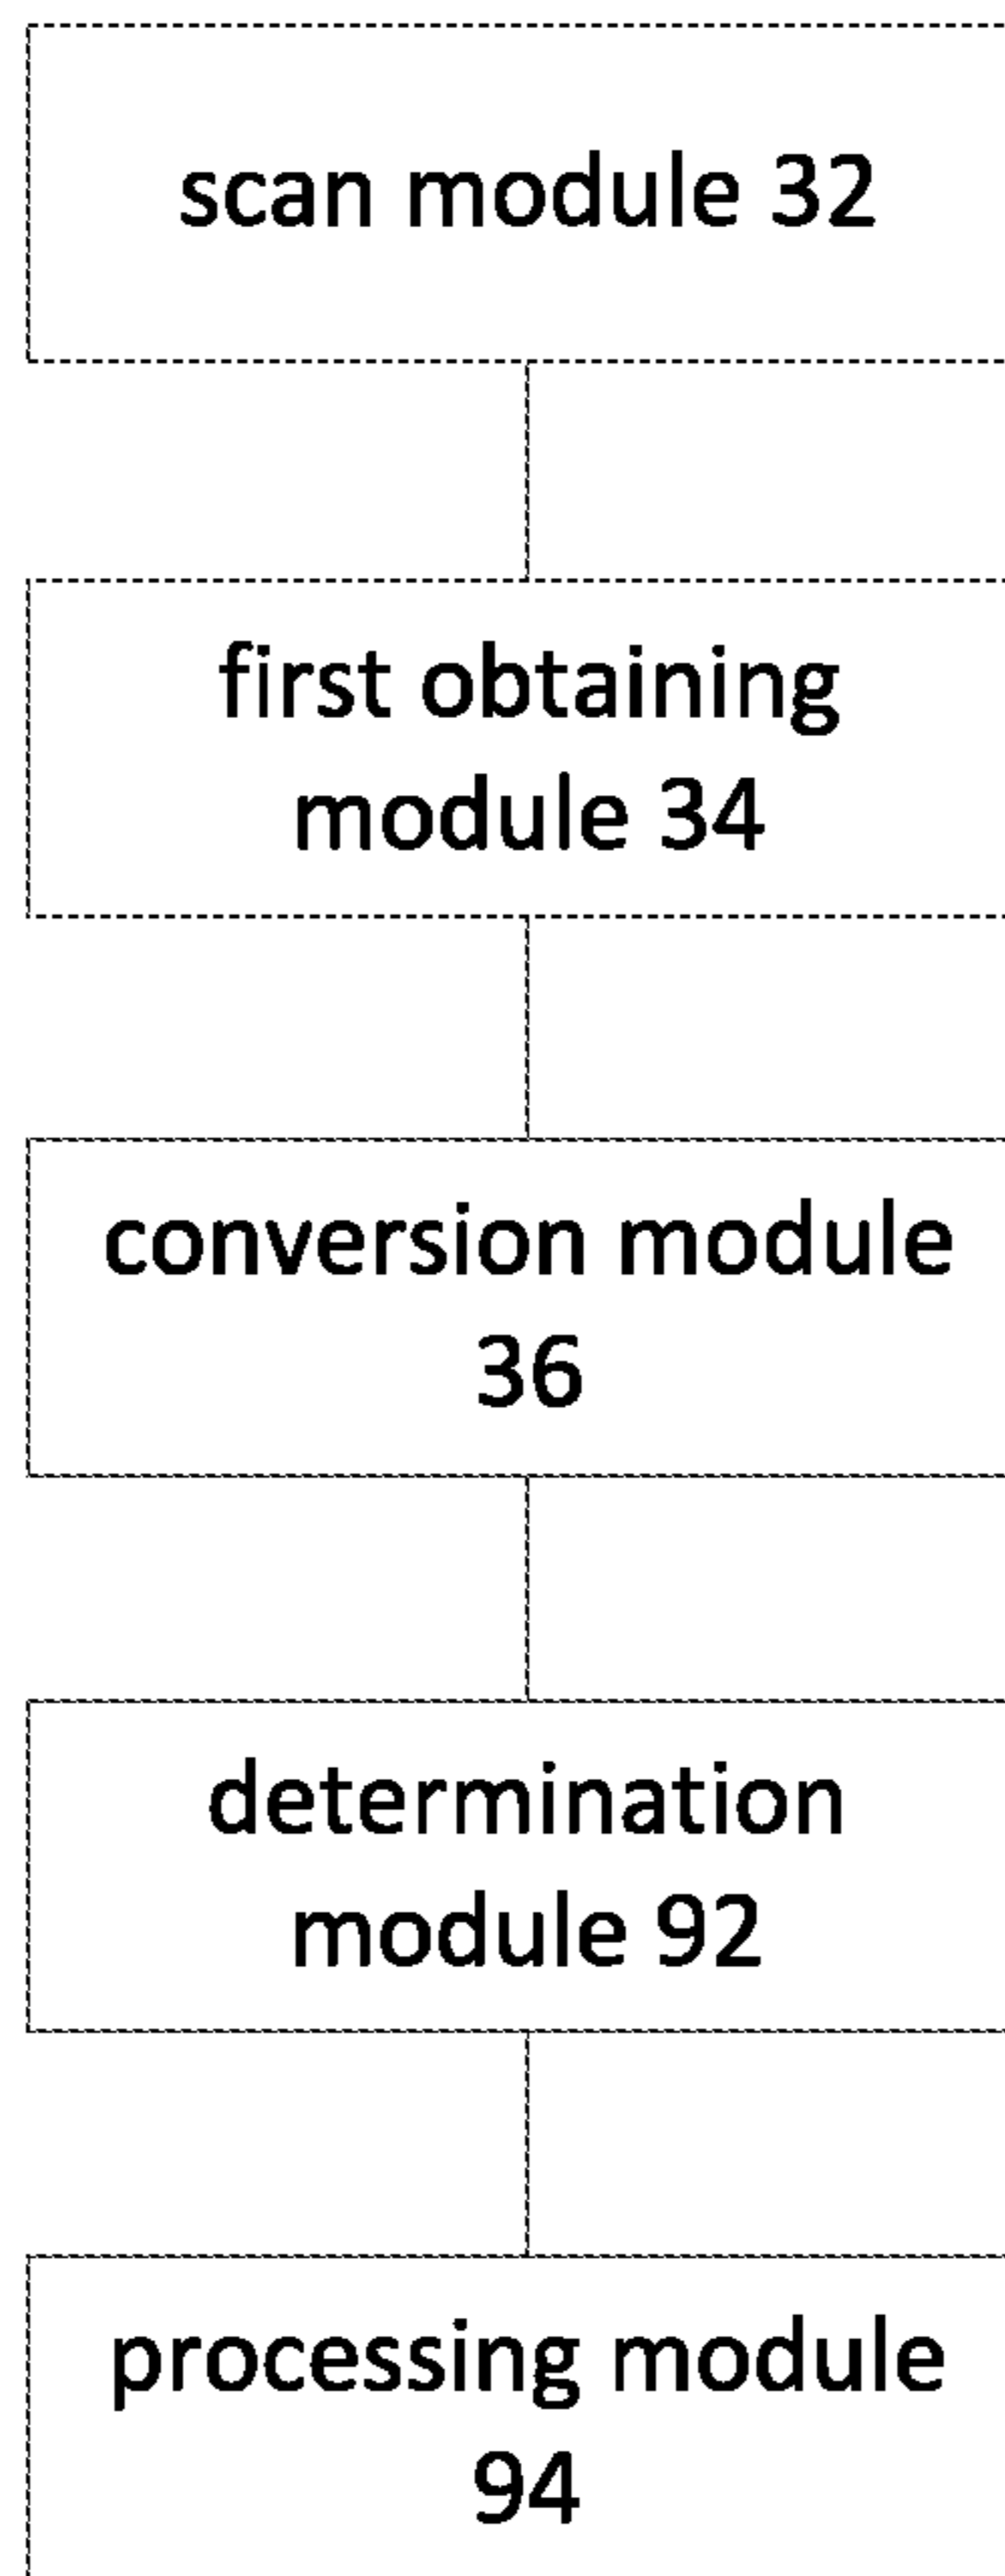 scan module 32
first obtaining
module 34
conversion module
36
determination
module 92
processing module
94